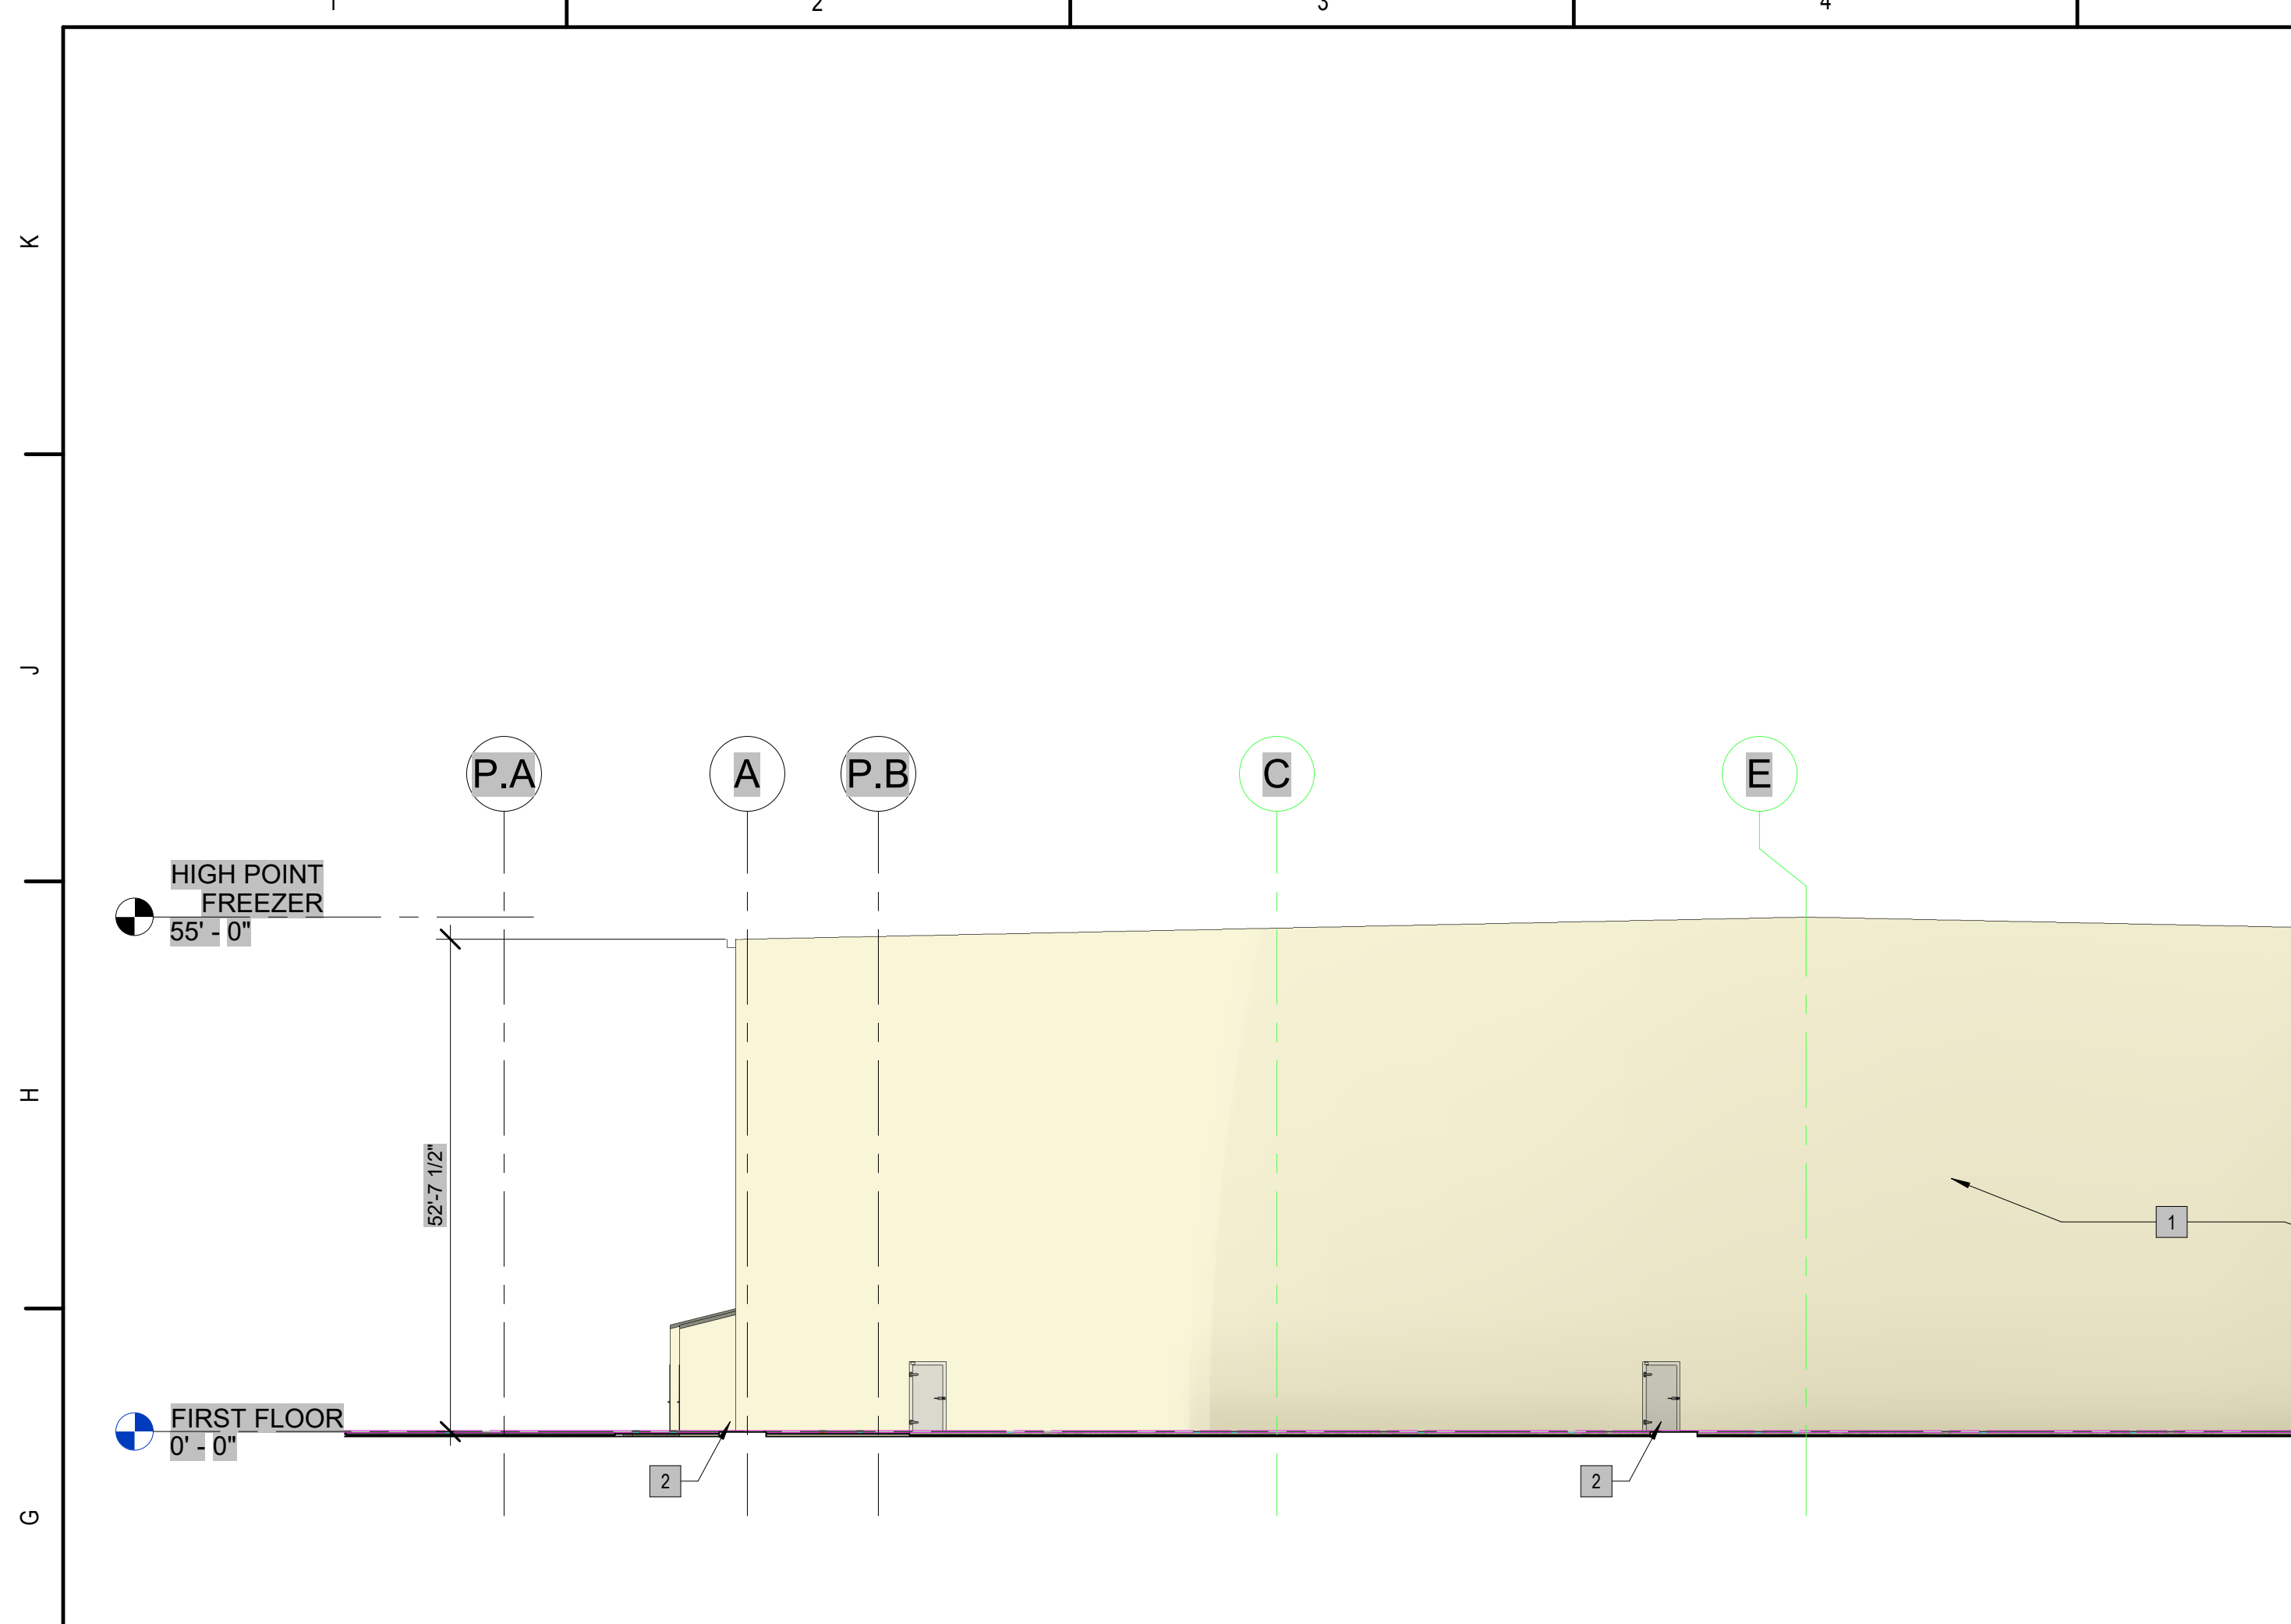 1
2
3
4
K
J
P.A
A
P.B
C
E
HIGH POINT
FREEZER
55' - 0"
H
52'-7 1/2"
1
FIRST FLOOR
0' - 0"
2
2
G